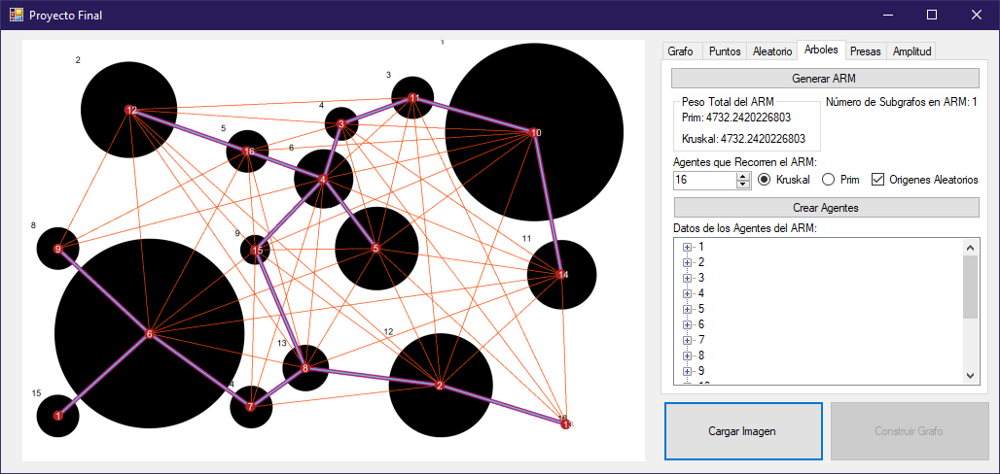 Proyecto Final
Grafo
Puntos
Aleatorio
Arboles
Presas
Amplitud
Generar ARM
Peso Total del ARM
Prim: 4732.2420226803
Kruskal: 4732.2420226803
Número de Subgrafos en ARM: 1
Agentes que Recorren el ARM:
16
Kruskal
Prim
Origenes Aleatorios
Crear Agentes
Datos de los Agentes del ARM:
1
2
3
4
5
6
7
8
9
Cargar Imagen
Construir Grafo
1
2
3
4
5
6
8
9
11
12
13
4
15
12
11
3
10
16
4
9
15
5
14
6
8
2
7
1